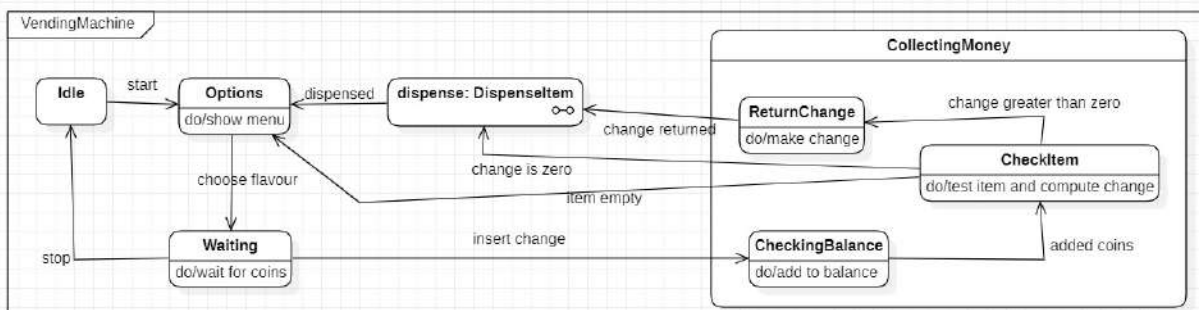 VendingMachine
CollectingMoney
Idle
start
Options
do/show menu
dispensed
dispense: DispenseItem
change returned
ReturnChange
do/make change
change greater than zero
CheckItem
do/test item and compute change
change is zero
choose flavour
item empty
Waiting
do/wait for coins
stop
insert change
CheckingBalance
do/add to balance
added coins